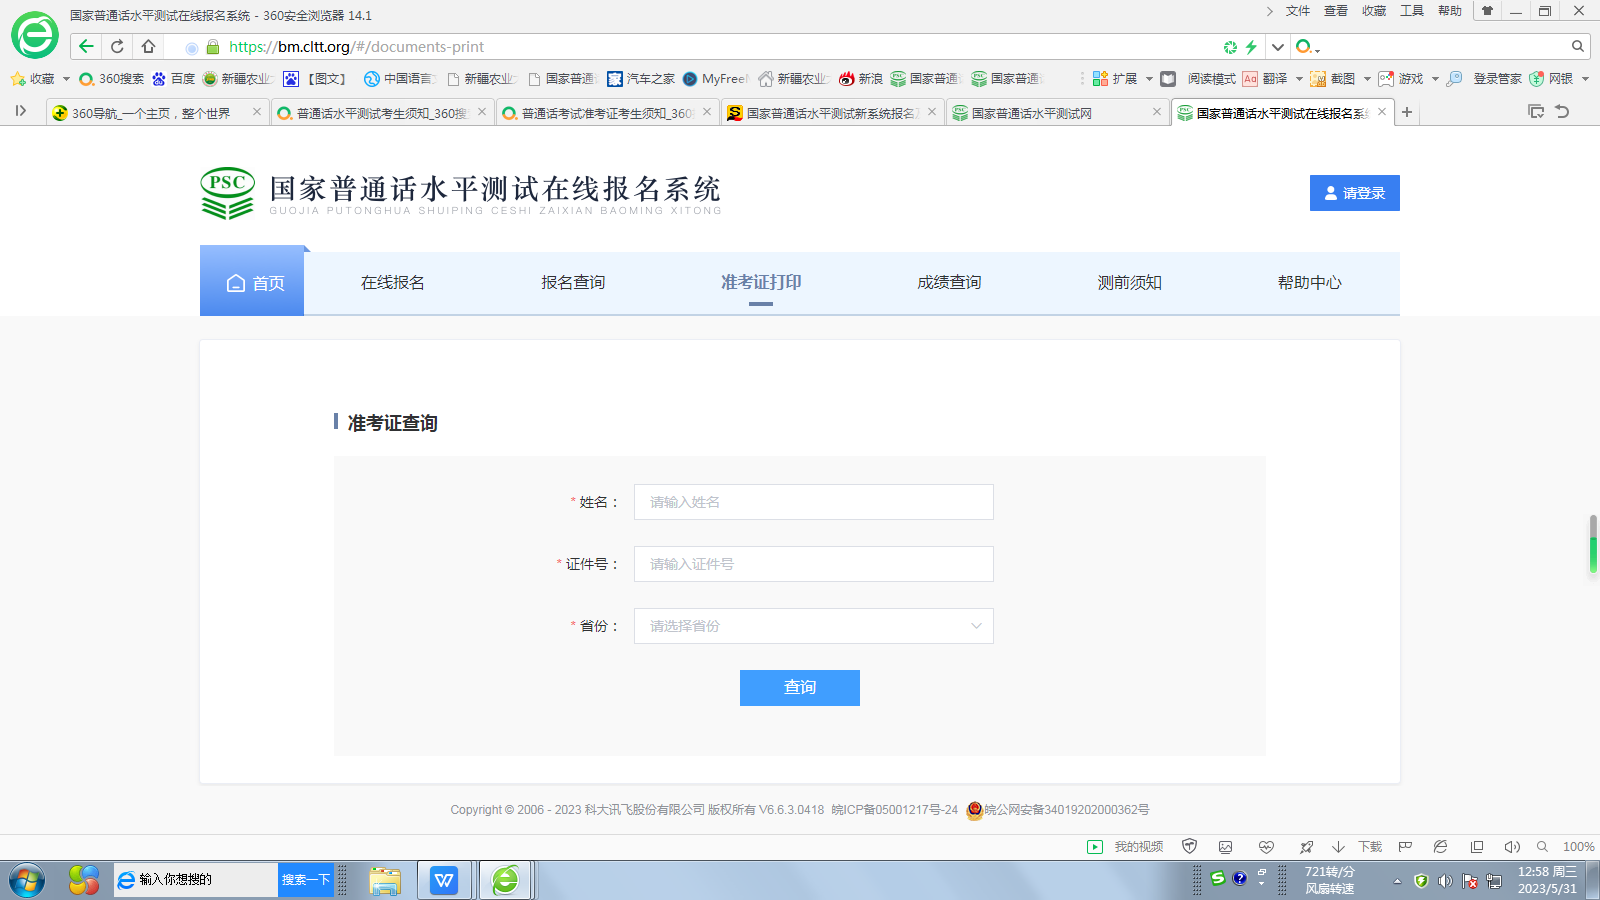 国家普通话水平测试在线报名系统 - 360安全浏览器 14.1
文件 查看 收藏 工具 帮助
https://bm.cltt.org/#/documents-print
收藏 360搜索 百度 新疆农业 【图文】 中国语言 新疆农业 国家普通 汽车之家 MyFree 新疆农业 新浪 国家普通 国家普通 扩展 阅读模式 翻译 截图 游戏 登录管家 网银
360导航_一个主页，整个世界 普通话水平测试考生须知_360搜 普通话考试准考证考生须知_360 国家普通话水平测试新系统报名 国家普通话水平测试网 国家普通话水平测试在线报名系
PSC
国家普通话水平测试在线报名系统
GUOJIA PUTONGHUA SHUIPING CESHI ZAIXIAN BAOMING XITONG
请登录
首页 在线报名 报名查询 准考证打印 成绩查询 测前须知 帮助中心
准考证查询
* 姓名： 请输入姓名
* 证件号： 请输入证件号
* 省份： 请选择省份
查询
Copyright © 2006 - 2023 科大讯飞股份有限公司 版权所有 V6.6.3.0418 皖ICP备05001217号-24 皖公网安备34019202000362号
我的视频 下载 100%
输入你想搜的 搜索一下
721转/分
风扇转速
12:58 周三
2023/5/31